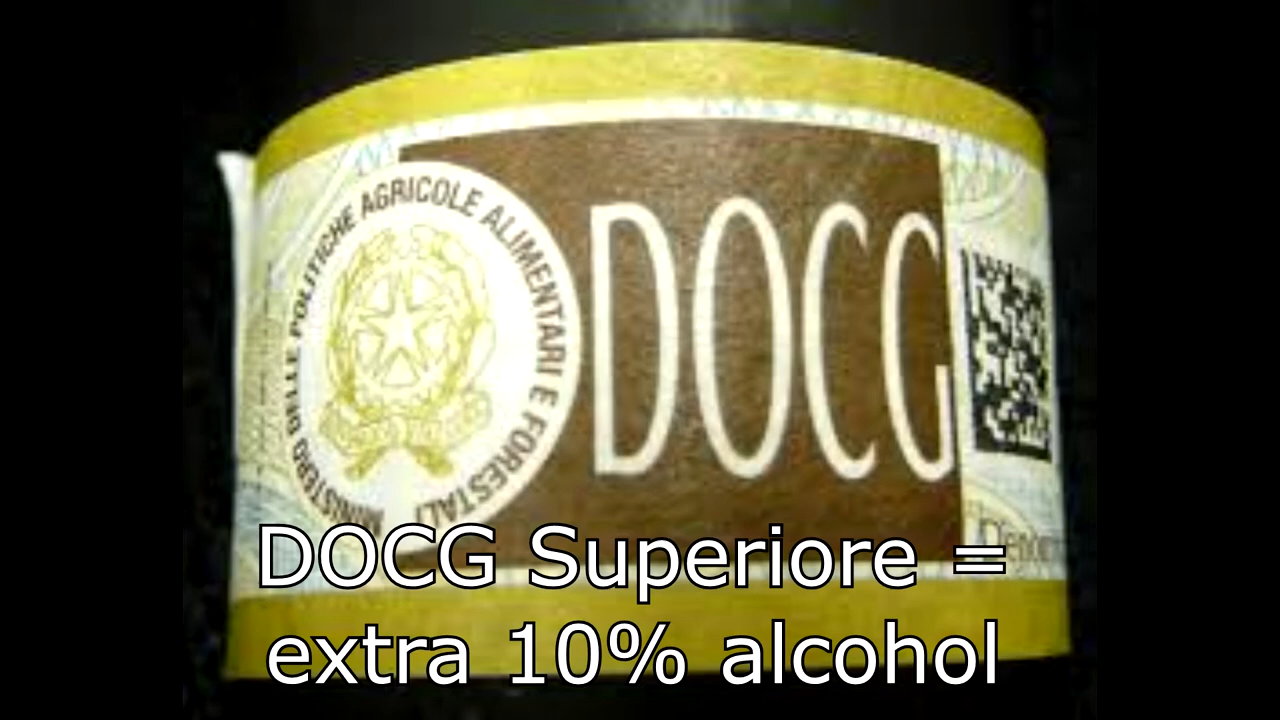 MINISTERO DELLE POLITICHE AGRICOLE ALIMENTARI E FORESTALI
DOCG
DOCG Superiore =
extra 10% alcohol